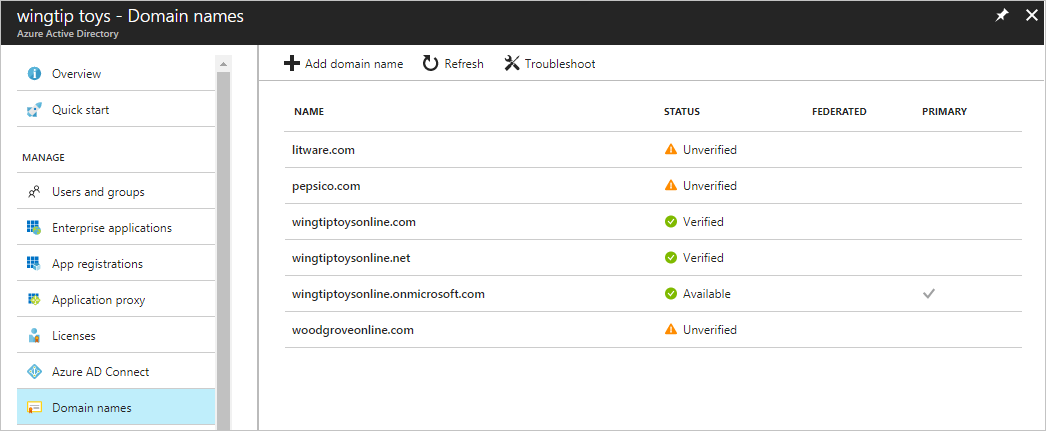 wingtip toys - Domain names
Azure Active Directory
Overview
Quick start
MANAGE
Users and groups
Enterprise applications
App registrations
Application proxy
Licenses
Azure AD Connect
Domain names
Add domain name Refresh Troubleshoot
NAME STATUS FEDERATED PRIMARY
litware.com Unverified
pepsico.com Unverified
wingtiptoysonline.com Verified
wingtiptoysonline.net Verified
wingtiptoysonline.onmicrosoft.com Available
woodgroveonline.com Unverified